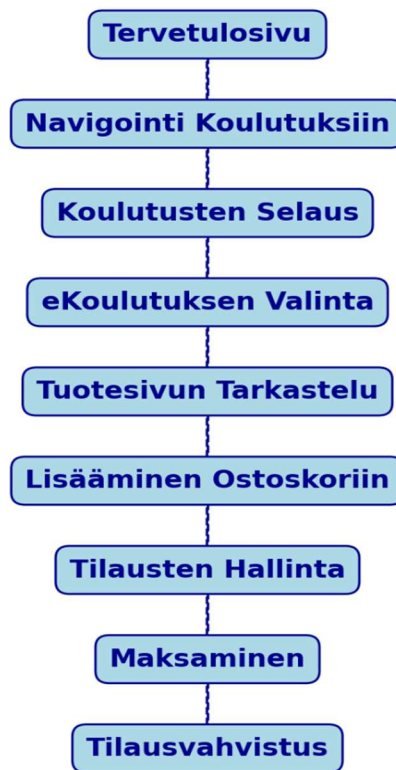 Tervetulosivu
Navigointi Koulutuksiin
Koulutusten Selaus
eKoulutuksen Valinta
Tuotesivun Tarkastelu
Lisääminen Ostoskoriin
Tilausten Hallinta
Maksaminen
Tilausvahvistus